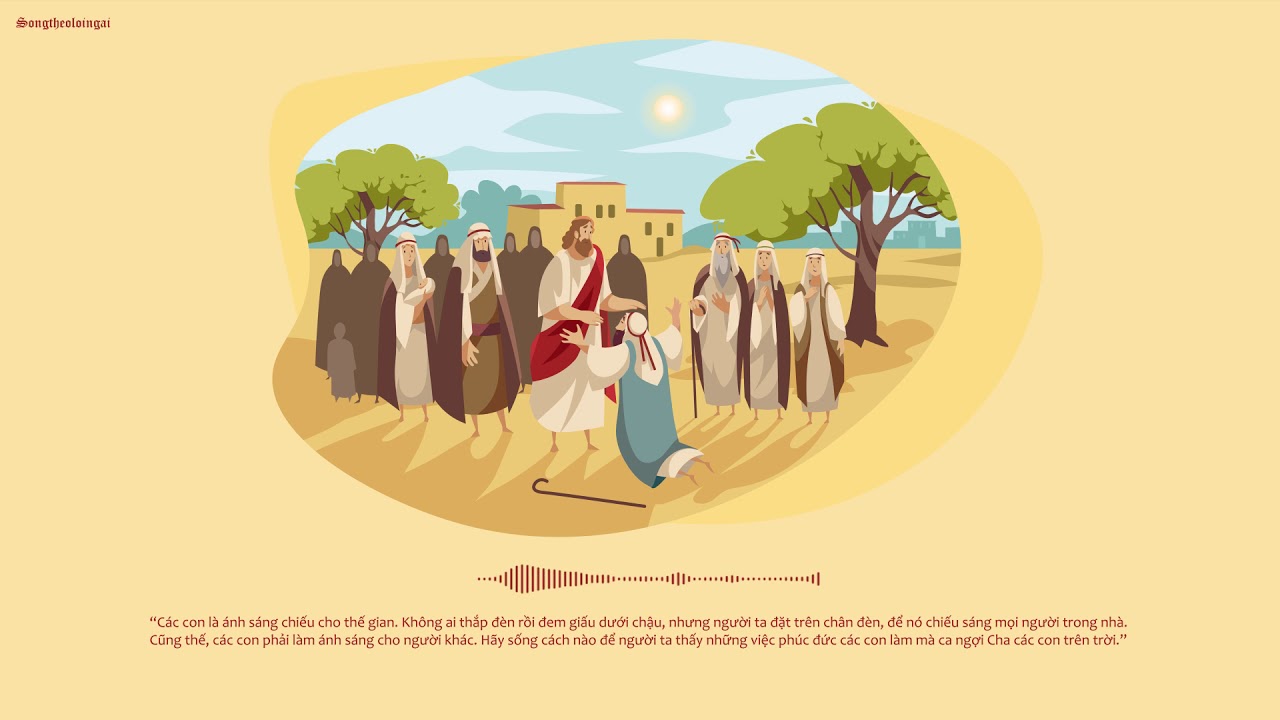 Songtheoloingai
“Các con là ánh sáng chiếu cho thế gian. Không ai thắp đèn rồi đem giấu dưới chậu, nhưng người ta đặt trên chân đèn, để nó chiếu sáng mọi người trong nhà.
Cũng thế, các con phải làm ánh sáng cho người khác. Hãy sống cách nào để người ta thấy những việc phúc đức các con làm mà ca ngợi Cha các con trên trời.”